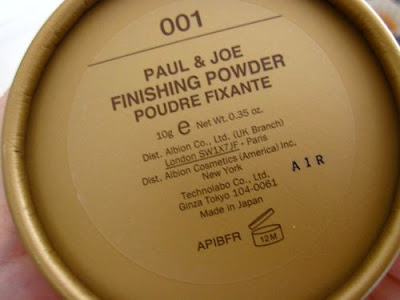 001
PAUL & JOE
FINISHING POWDER
POUDRE FIXANTE
10g e Net Wt. 0.35 oz.
Dist. Albion Co., Ltd. (UK Branch)
London SW1X7JF • Paris
Dist. Albion Cosmetics (America) Inc.
New York
AIR
Technolabo Co., Ltd.
Ginza Tokyo 104-0061
Made in Japan
APIBFR 12M